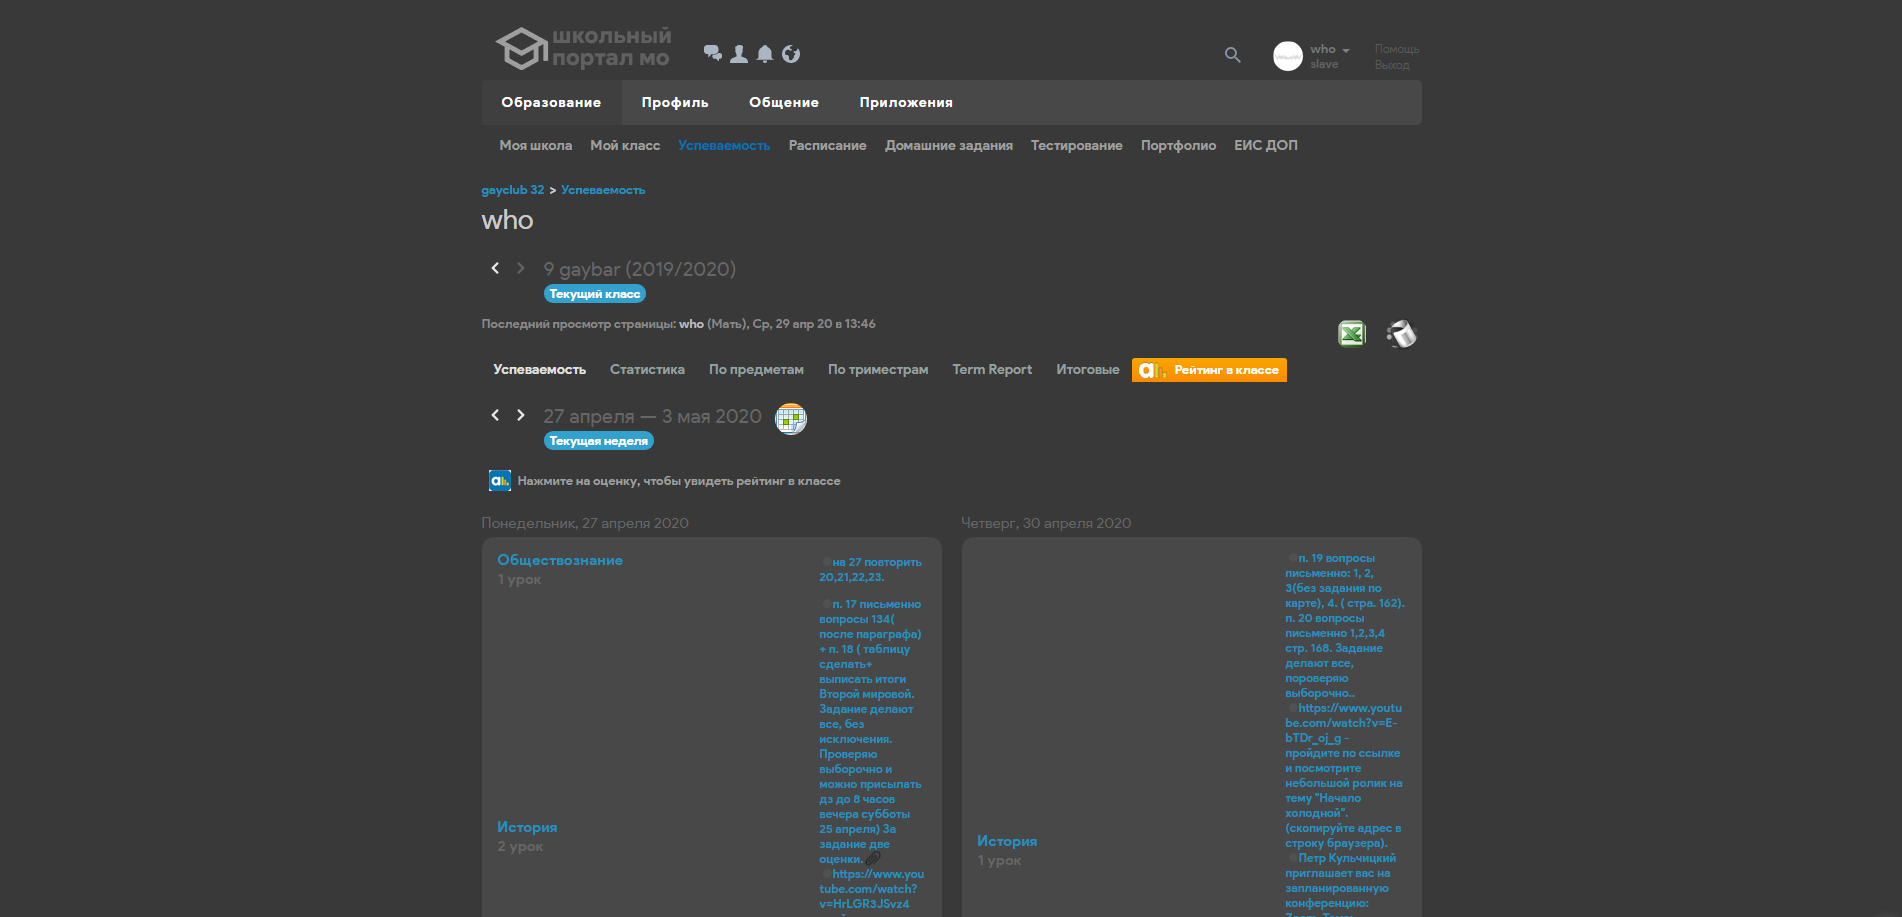 школьный
портал мо
who
slave
Помощь
Выход
Образование Профиль Общение Приложения
Моя школа Мой класс Успеваемость Расписание Домашние задания Тестирование Портфолио ЕИС ДОП
gayclub 32 > Успеваемость
who
9 gaybar (2019/2020)
Текущий класс
Последний просмотр страницы: who (Мать), Ср, 29 апр 20 в 13:46
Успеваемость Статистика По предметам По триместрам Term Report Итоговые Рейтинг в классе
27 апреля — 3 мая 2020
Текущая неделя
Нажмите на оценку, чтобы увидеть рейтинг в классе
Понедельник, 27 апреля 2020
Обществознание
1 урок
на 27 повторить
20,21,22,23.
п. 17 письменно
вопросы 134(
после параграфа)
+ п. 18 ( таблицу
сделать+
выписать итоги
Второй мировой.
Задание делают
все, без
исключения.
Проверяю
выборочно и
можно присылать
дз до 8 часов
вечера субботы
25 апреля) За
задание две
оценки.
История
2 урок
https://www.you
tube.com/watch?
v=HrLGR3JSvz4
Четверг, 30 апреля 2020
п. 19 вопросы
письменно: 1, 2,
3(без задания по
карте), 4. ( стра. 162).
п. 20 вопросы
письменно 1,2,3,4
стр. 168. Задание
делают все,
пороверяю
выборочно..
https://www.youtu
be.com/watch?v=E-
bTDr_oj_g -
пройдите по ссылке
и посмотрите
небольшой ролик на
тему "Начало
холодной".
(скопируйте адрес в
строку браузера).
История
1 урок
Петр Кульчицкий
приглашает вас на
запланированную
конференцию: